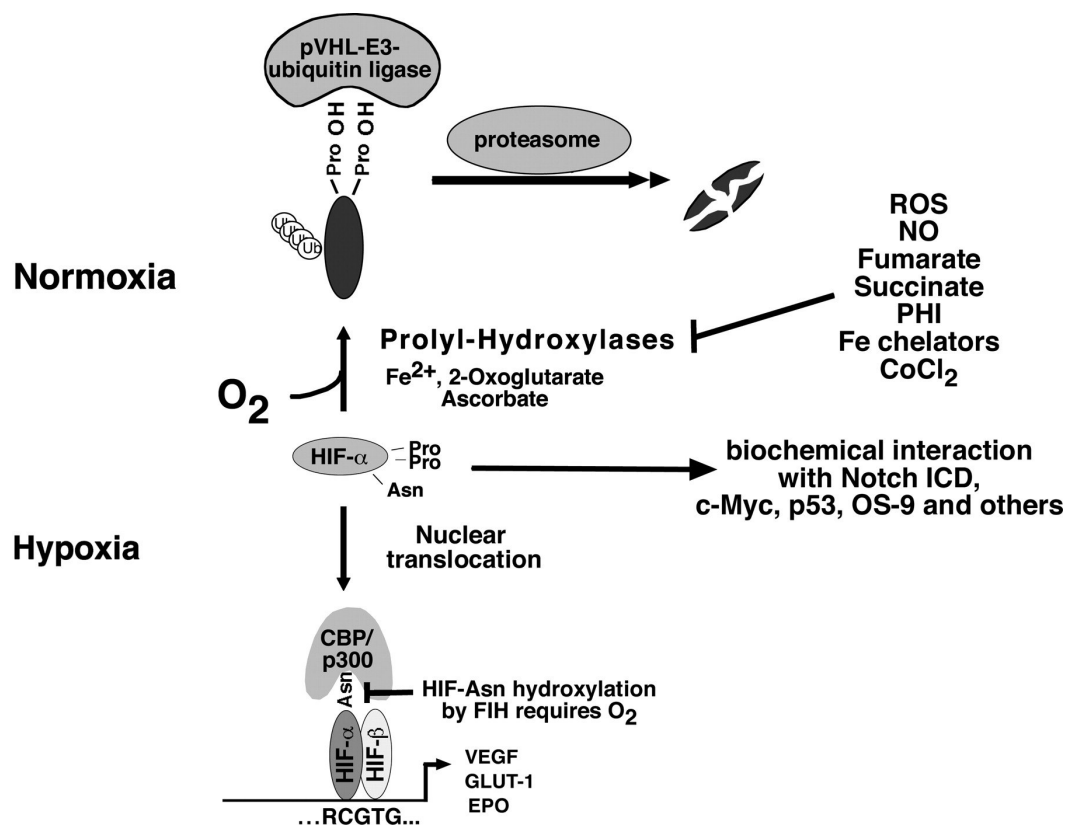 pVHL-E3-
ubiquitin ligase
Pro OH
Pro OH
proteasome
Ub
Ub
Ub
Ub
Normoxia
ROS
NO
Fumarate
Succinate
PHI
Fe chelators
CoCl2
Prolyl-Hydroxylases
Fe2+, 2-Oxoglutarate
Ascorbate
O2
HIF-α
Pro
Pro
Asn
biochemical interaction
with Notch ICD,
c-Myc, p53, OS-9 and others
Hypoxia
Nuclear
translocation
CBP/
p300
Asn
HIF-Asn hydroxylation
by FIH requires O2
HIF-α
HIF-β
VEGF
GLUT-1
EPO
...RCGTG...